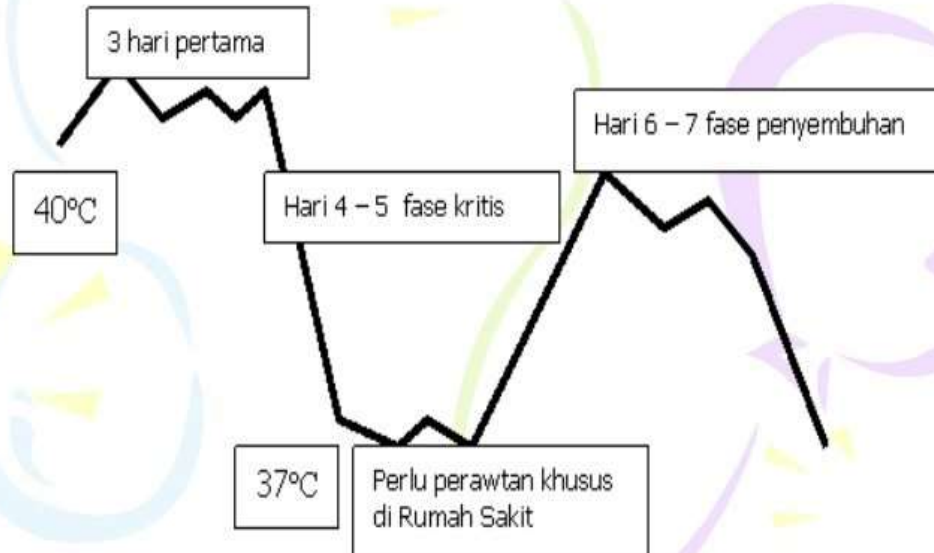 3 hari pertama
Hari 6 – 7 fase penyembuhan
40°C
Hari 4 – 5 fase kritis
37°C
Perlu perawtan khusus
di Rumah Sakit